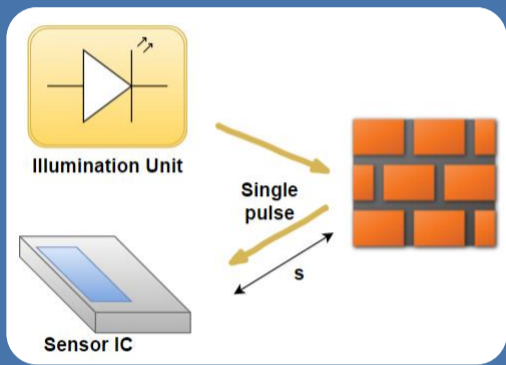 Illumination Unit
Single
pulse
s
Sensor IC